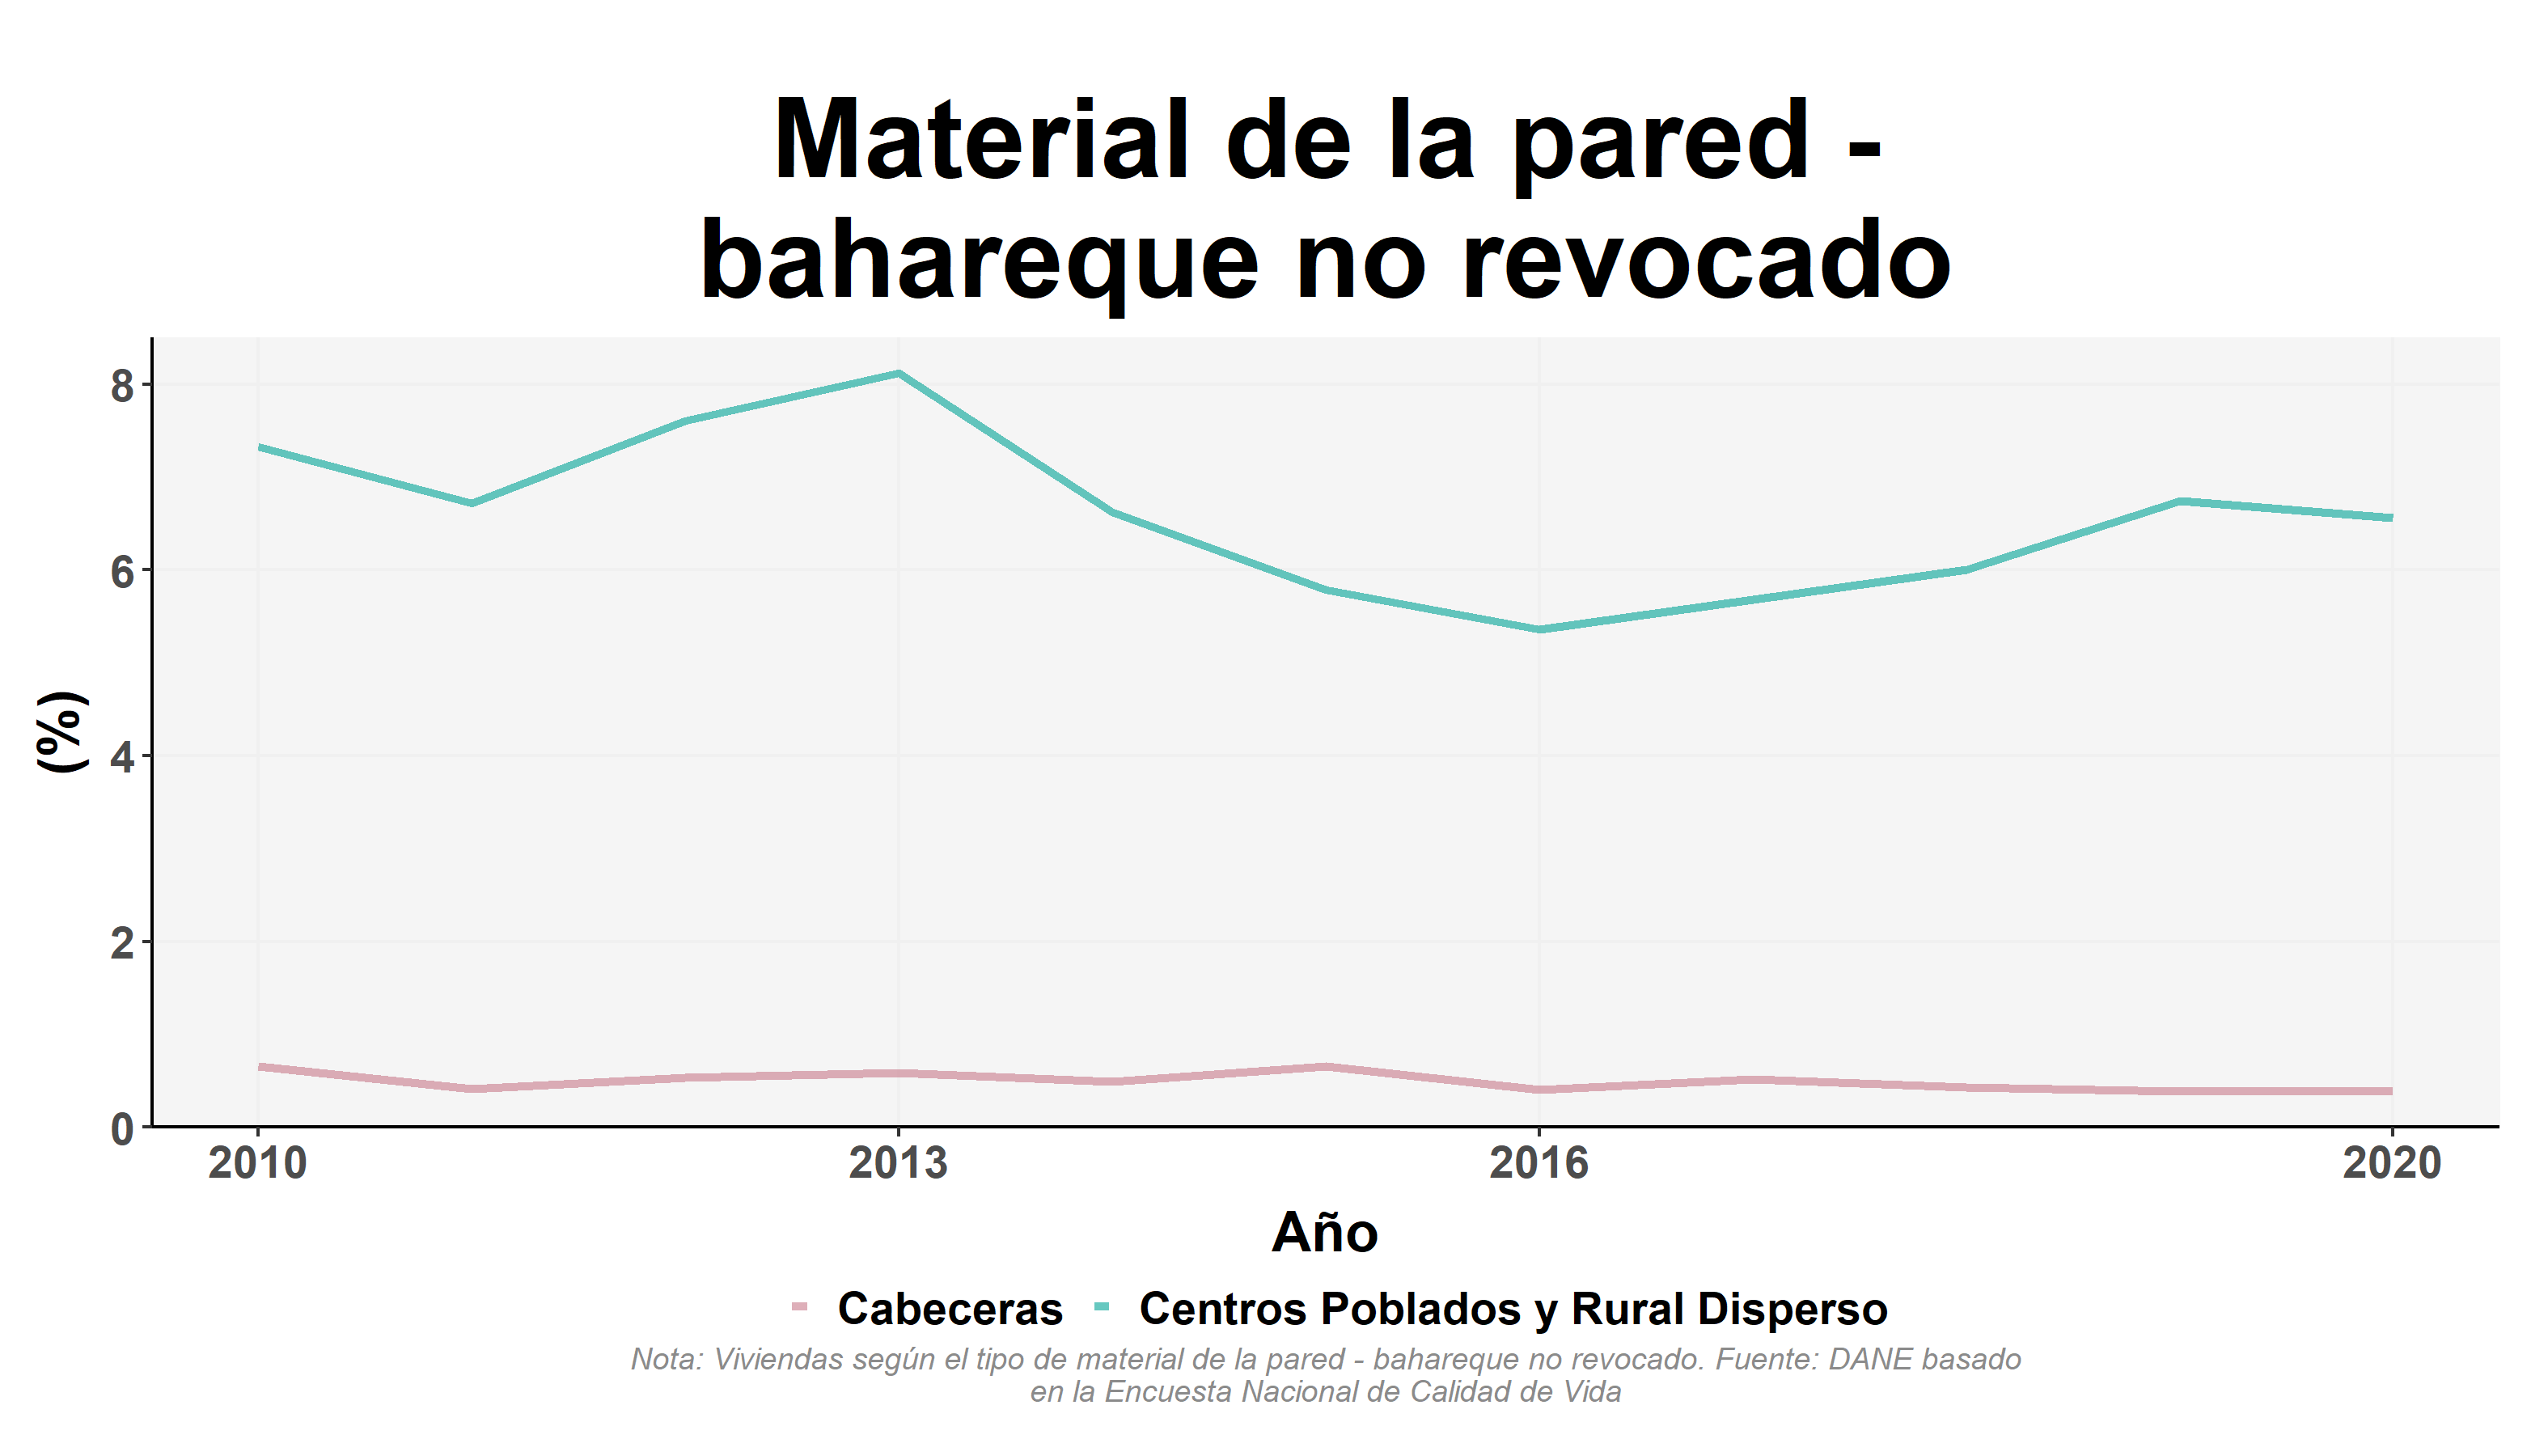 Material de la pared -
bahareque no revocado
8
6
4
2
0
(%)
2010 2013 2016 2020
Año
Cabeceras Centros Poblados y Rural Disperso
Nota: Viviendas según el tipo de material de la pared - bahareque no revocado. Fuente: DANE basado
en la Encuesta Nacional de Calidad de Vida